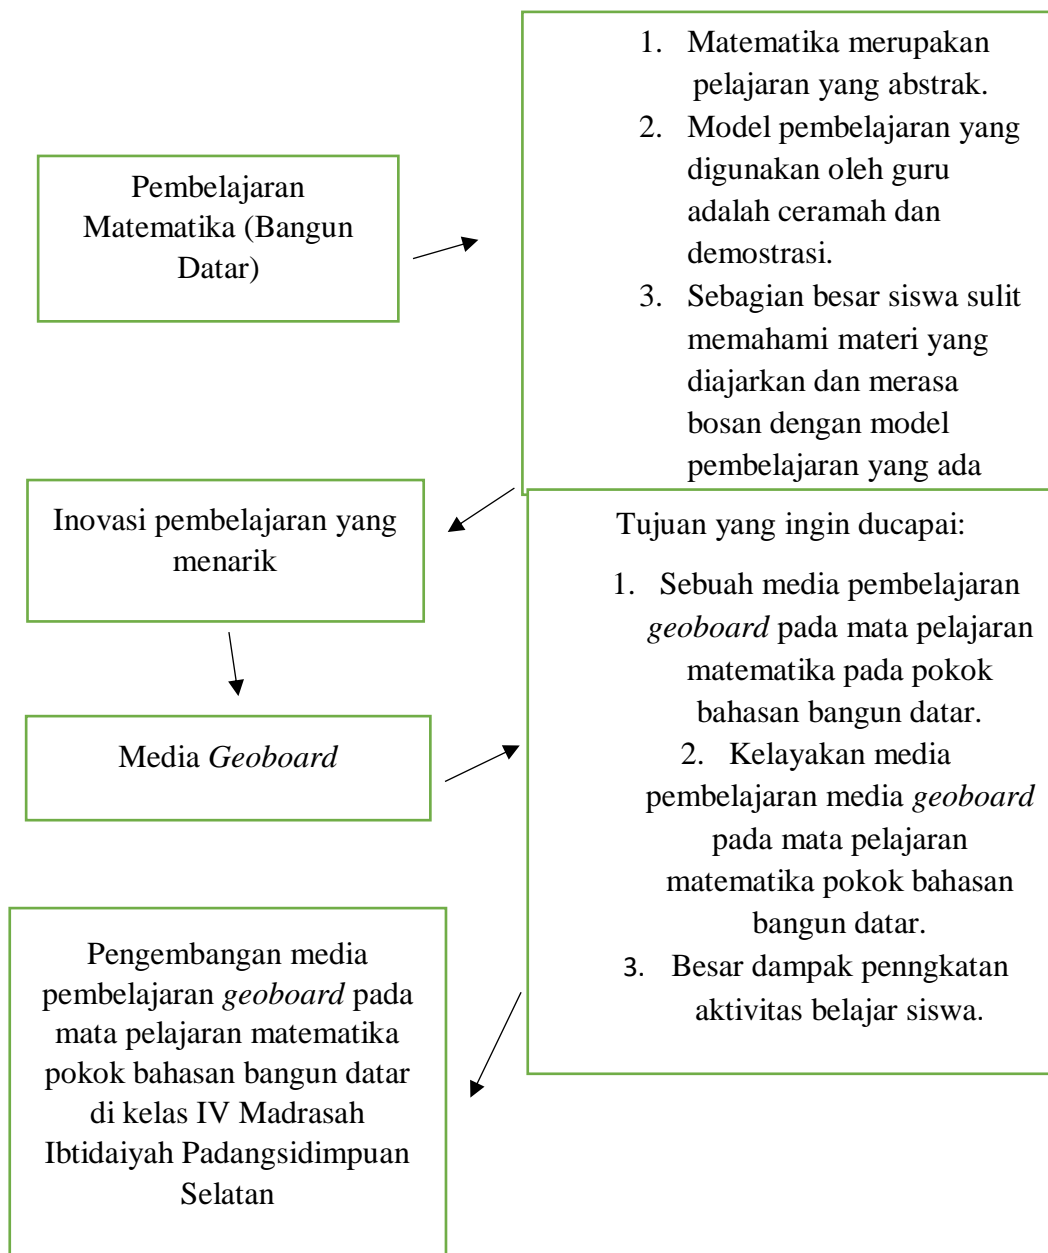 Pembelajaran
Matematika (Bangun
Datar)
1. Matematika merupakan
pelajaran yang abstrak.
2. Model pembelajaran yang
digunakan oleh guru
adalah ceramah dan
demostrasi.
3. Sebagian besar siswa sulit
memahami materi yang
diajarkan dan merasa
bosan dengan model
pembelajaran yang ada
Inovasi pembelajaran yang
menarik
Media Geoboard
Tujuan yang ingin ducapai:
1. Sebuah media pembelajaran
geoboard pada mata pelajaran
matematika pada pokok
bahasan bangun datar.
2. Kelayakan media
pembelajaran media geoboard
pada mata pelajaran
matematika pokok bahasan
bangun datar.
3. Besar dampak penngkatan
aktivitas belajar siswa.
Pengembangan media
pembelajaran geoboard pada
mata pelajaran matematika
pokok bahasan bangun datar
di kelas IV Madrasah
Ibtidaiyah Padangsidimpuan
Selatan